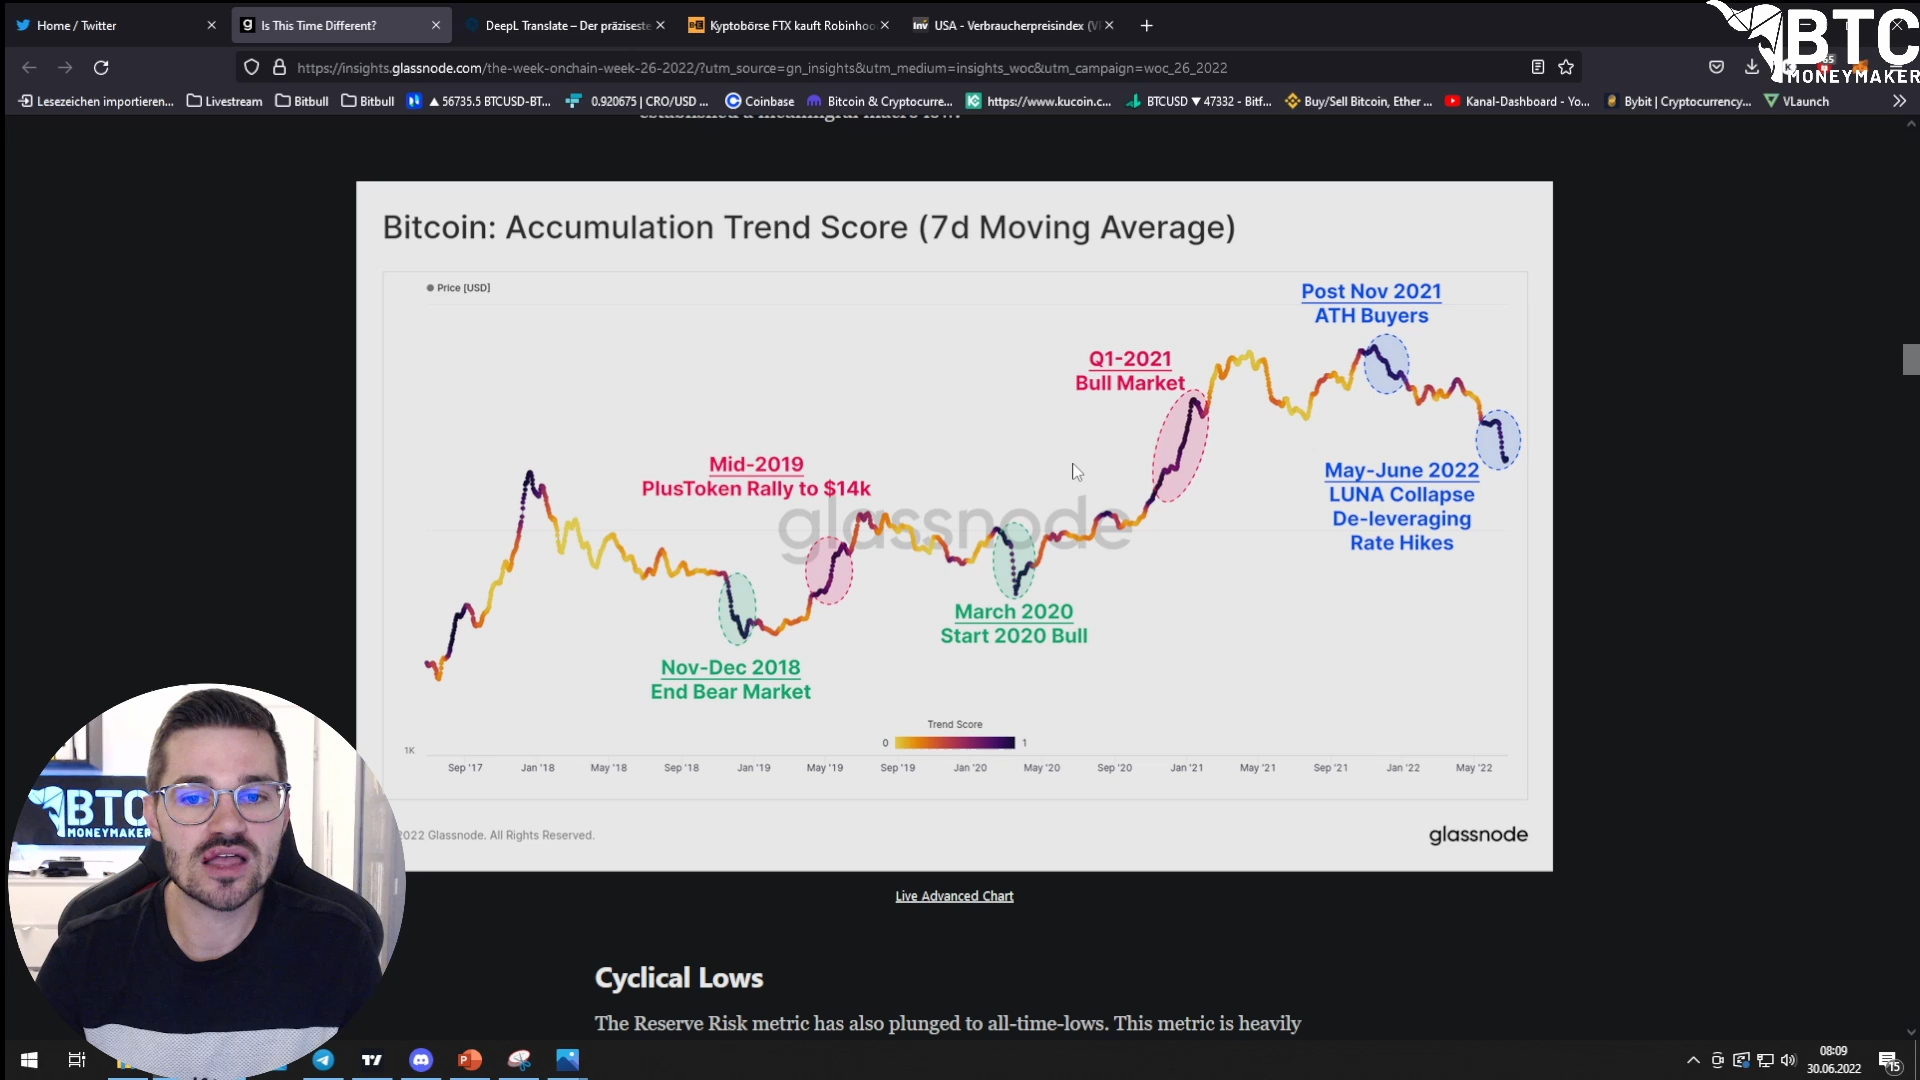 Home / Twitter
Is This Time Different?
DeepL Translate – Der präziseste
Kyptobörse FTX kauft Robinhoo
USA - Verbraucherpreisindex (V
BTC
MONEYMAKER
https://insights.glassnode.com/the-week-onchain-week-26-2022/?utm_source=gn_insights&utm_medium=insights_woc&utm_campaign=woc_26_2022
Lesezeichen importieren...
Livestream
Bitbull
Bitbull
▲ 56735.5 BTCUSD-BT...
0.920675 | CRO/USD ...
Coinbase
Bitcoin & Cryptocurre...
https://www.kucoin.c...
BTCUSD ▼ 47332 - Bitf...
Buy/Sell Bitcoin, Ether ...
Kanal-Dashboard - Yo...
Bybit | Cryptocurrency...
VLaunch
established a meaningful macro low.
Bitcoin: Accumulation Trend Score (7d Moving Average)
Price [USD]
Post Nov 2021
ATH Buyers
Q1-2021
Bull Market
Mid-2019
PlusToken Rally to $14k
May-June 2022
LUNA Collapse
De-leveraging
Rate Hikes
glassnode
March 2020
Start 2020 Bull
Nov-Dec 2018
End Bear Market
Trend Score
0 1
1K
Sep '17 Jan '18 May '18 Sep '18 Jan '19 May '19 Sep '19 Jan '20 May '20 Sep '20 Jan '21 May '21 Sep '21 Jan '22 May '22
2022 Glassnode. All Rights Reserved.
glassnode
Live Advanced Chart
BTC
MONEYMAKER
Cyclical Lows
The Reserve Risk metric has also plunged to all-time-lows. This metric is heavily
08:09
30.06.2022
15